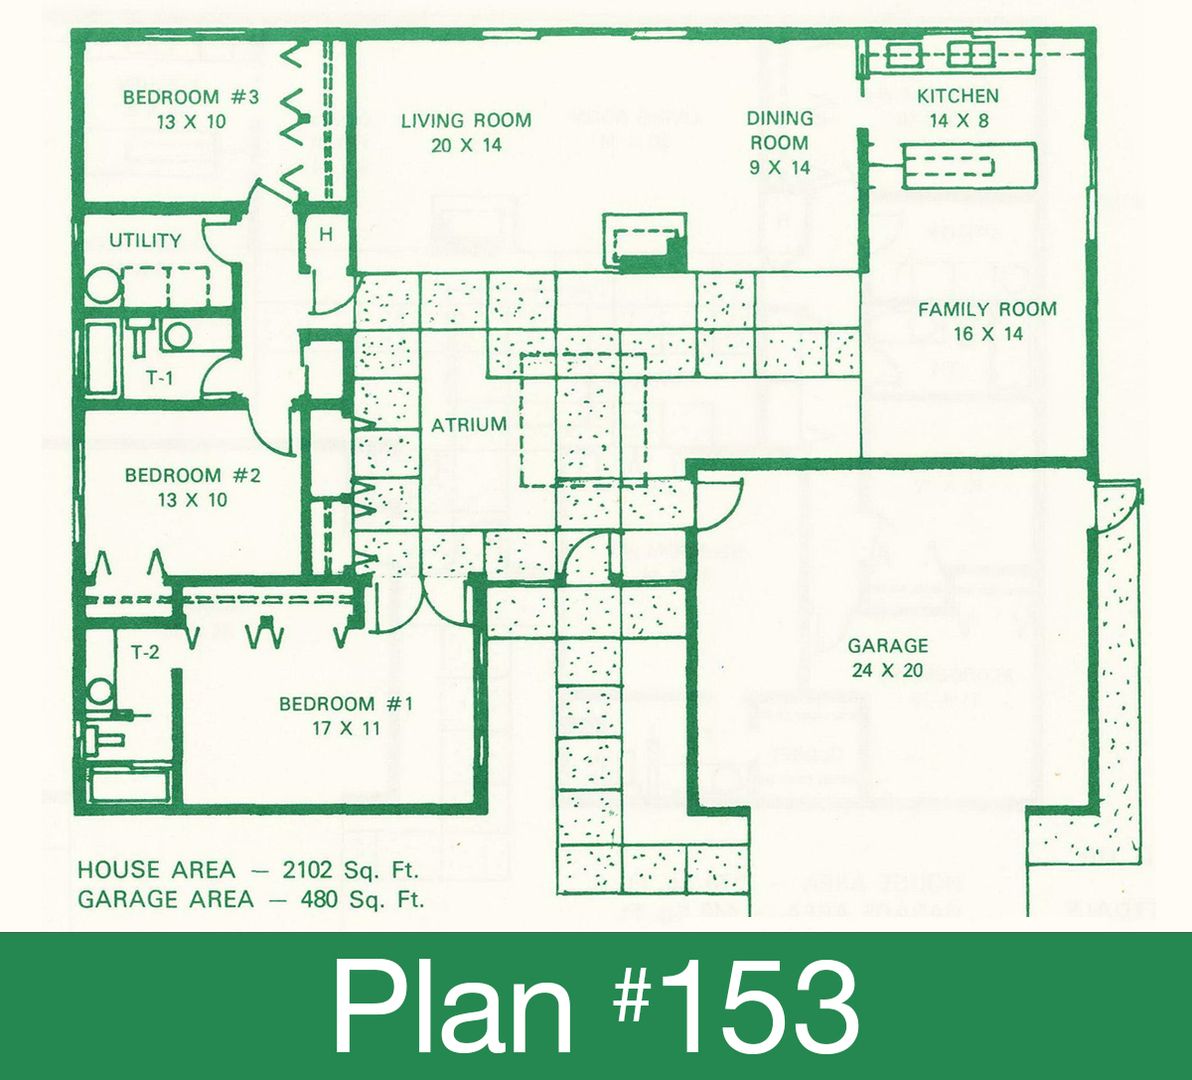 BEDROOM #3
13 X 10
LIVING ROOM
20 X 14
DINING
ROOM
9 X 14
KITCHEN
14 X 8
UTILITY
H
FAMILY ROOM
16 X 14
T-1
ATRIUM
BEDROOM #2
13 X 10
T-2
GARAGE
24 X 20
BEDROOM #1
17 X 11
HOUSE AREA — 2102 Sq. Ft.
GARAGE AREA — 480 Sq. Ft.
Plan #153